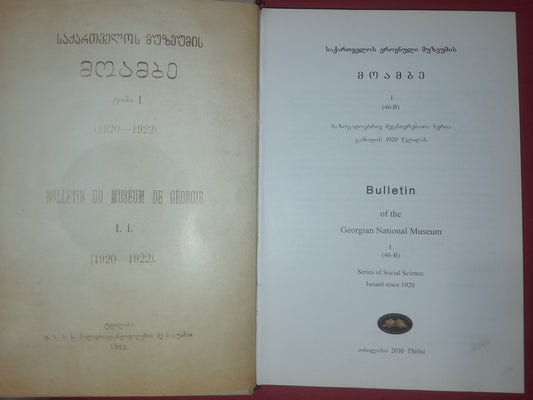 საქართველოს მუზეუმის
მოამბე
ტომი I.
(1920—1922)
BULLETIN DU MUSEUM DE GÉORGIE
t. I.
(1920—1922).
ტფილისი
1922
საქართველოს ეროვნული მუზეუმის
მოამბე
I
(46-B)
საზოგადოებრივ მეცნიერებათა სერია
გამოდის 1920 წლიდან
Bulletin
of the
Georgian National Museum
I
(46-B)
Series of Social Science
Issued since 1920
თბილისი 2010 Tbilisi